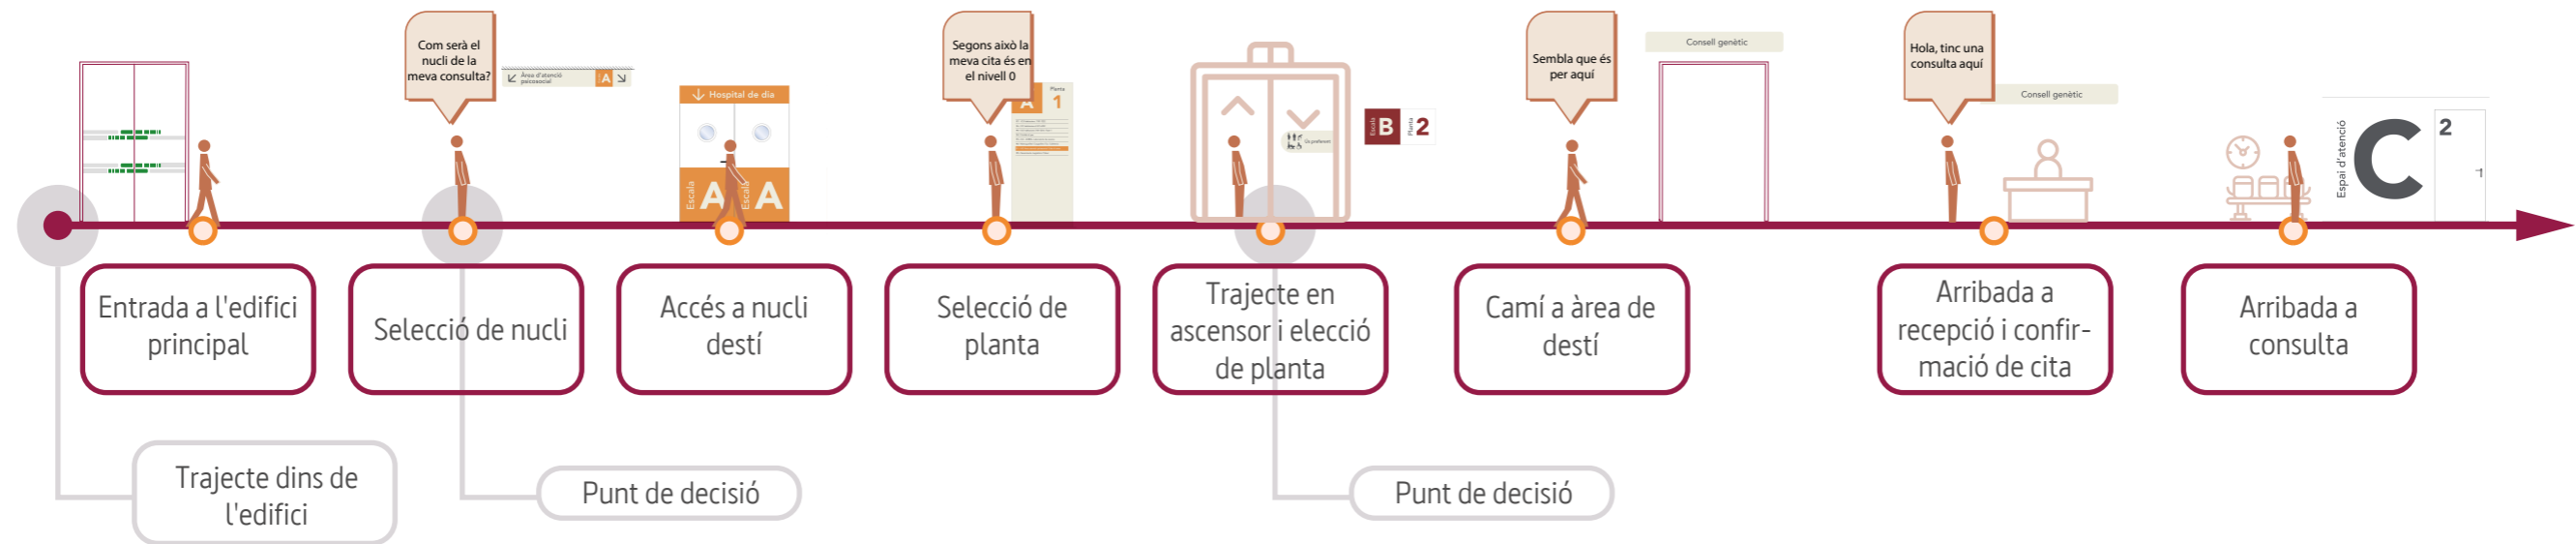 Com serà el
nucli de la
meva consulta?
Àrea d'atenció
psicosocial
A
Hospital de dia
Escala
A
Escala
A
Segons això la
meva cita és en
el nivell 0
A
Planta
1
Ús preferent
Escala
B
Planta
2
Sembla que és
per aquí
Consell genètic
Hola, tinc una
consulta aquí
Consell genètic
Espai d'atenció
C
2
Entrada a l'edifici
principal
Selecció de nucli
Accés a nucli
destí
Selecció de
planta
Trajecte en
ascensor i elecció
de planta
Camí a àrea de
destí
Arribada a
recepció i confir-
mació de cita
Arribada a
consulta
Trajecte dins de
l'edifici
Punt de decisió
Punt de decisió